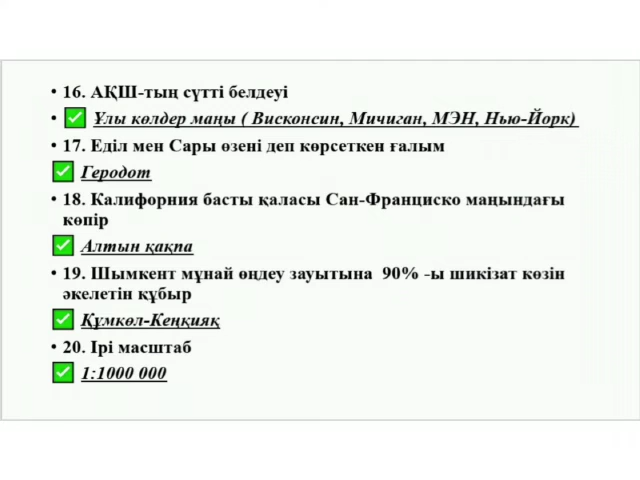 • 16. АҚШ-тың сүтті белдеуі
• ✅ Ұлы көлдер маңы ( Висконсин, Мичиган, МЭН, Нью-Йорк)
• 17. Еділ мен Сары өзені деп көрсеткен ғалым
✅ Геродот
• 18. Калифорния басты қаласы Сан-Франциско маңындағы
көпір
✅ Алтын қақпа
• 19. Шымкент мұнай өңдеу зауытына 90% -ы шикізат көзін
әкелетін құбыр
✅ Құмкөл-Кеңқияқ
• 20. Ірі масштаб
✅ 1:1000 000